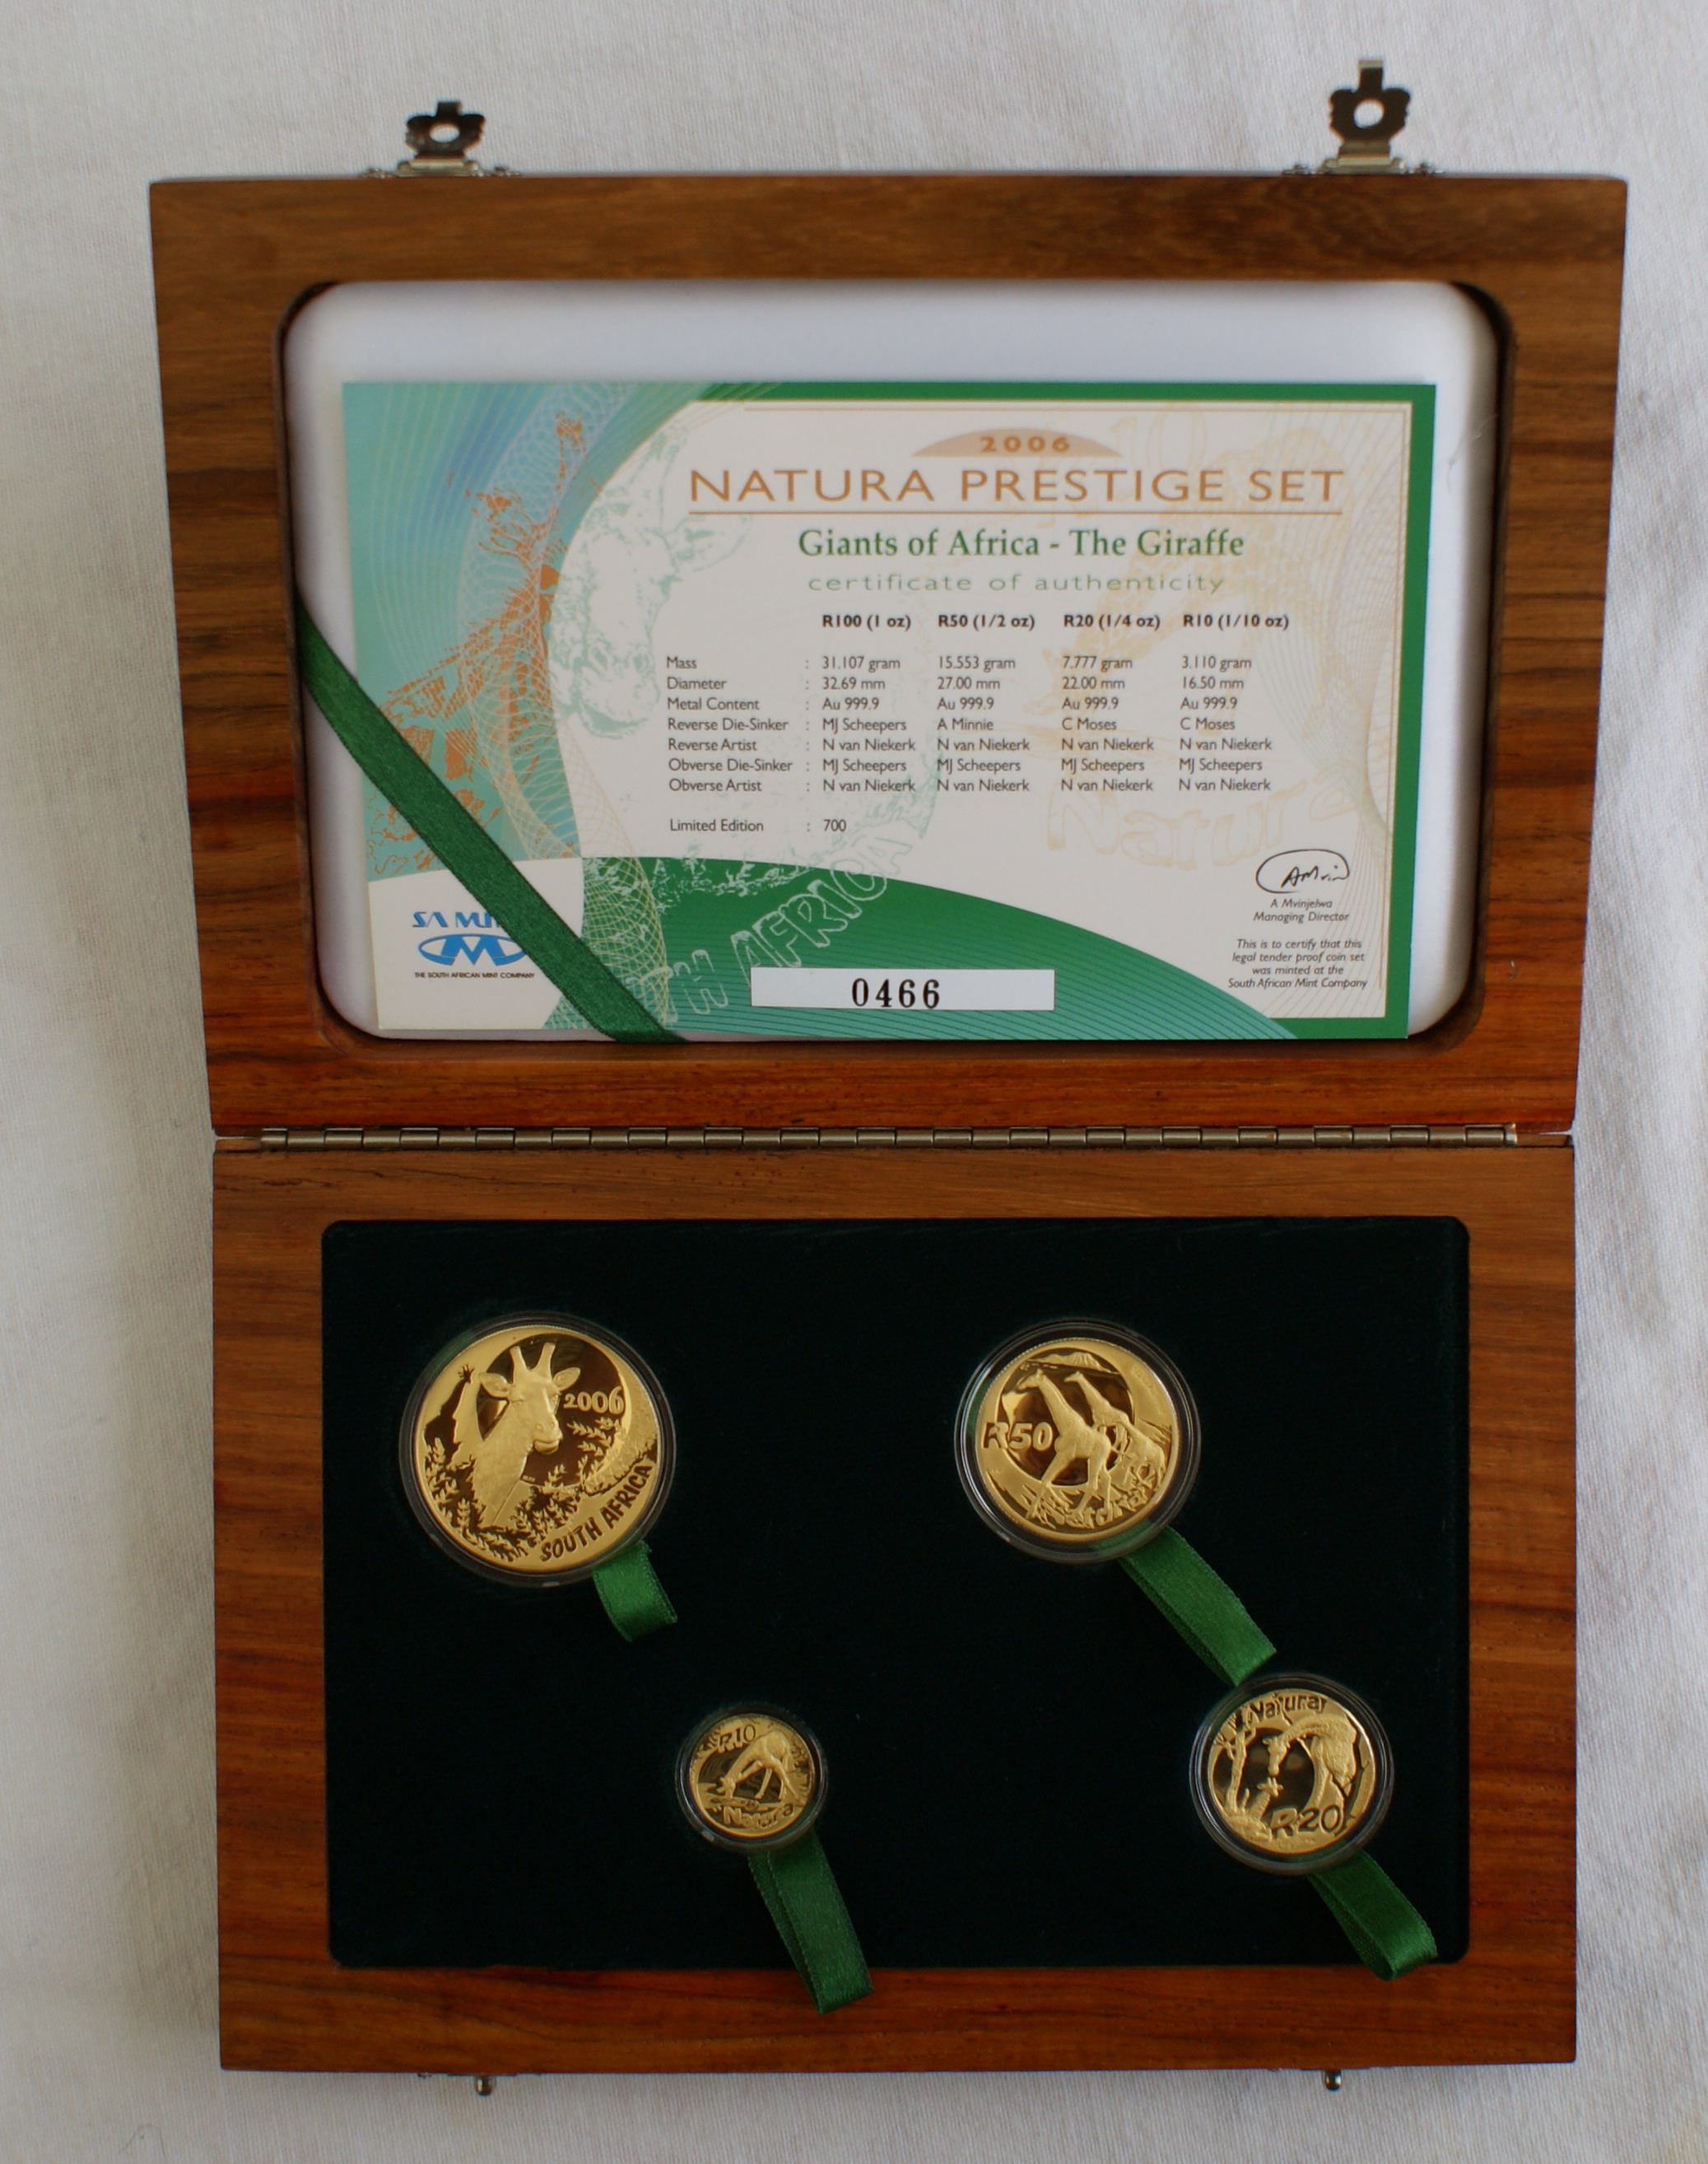 2006
NATURA PRESTIGE SET
Giants of Africa - The Giraffe
certificate of authenticity
R100 (1 oz) R50 (1/2 oz) R20 (1/4 oz) R10 (1/10 oz)
Mass : 31.107 gram 15.553 gram 7.777 gram 3.110 gram
Diameter : 32.69 mm 27.00 mm 22.00 mm 16.50 mm
Metal Content : Au 999.9 Au 999.9 Au 999.9 Au 999.9
Reverse Die-Sinker : MJ Scheepers A Minnie C Moses C Moses
Reverse Artist : N van Niekerk N van Niekerk N van Niekerk N van Niekerk
Obverse Die-Sinker : MJ Scheepers MJ Scheepers MJ Scheepers MJ Scheepers
Obverse Artist : N van Niekerk N van Niekerk N van Niekerk N van Niekerk
Limited Edition : 700
A Mvinjelwa
Managing Director
This is to certify that this
legal tender proof coin set
was minted at the
South African Mint Company
SA
THE SOUTH AFRICAN MINT COMPANY
AFRICA
Natura
10
0466
2006
SOUTH AFRICA
R50
R10
Natura
Natura
R20